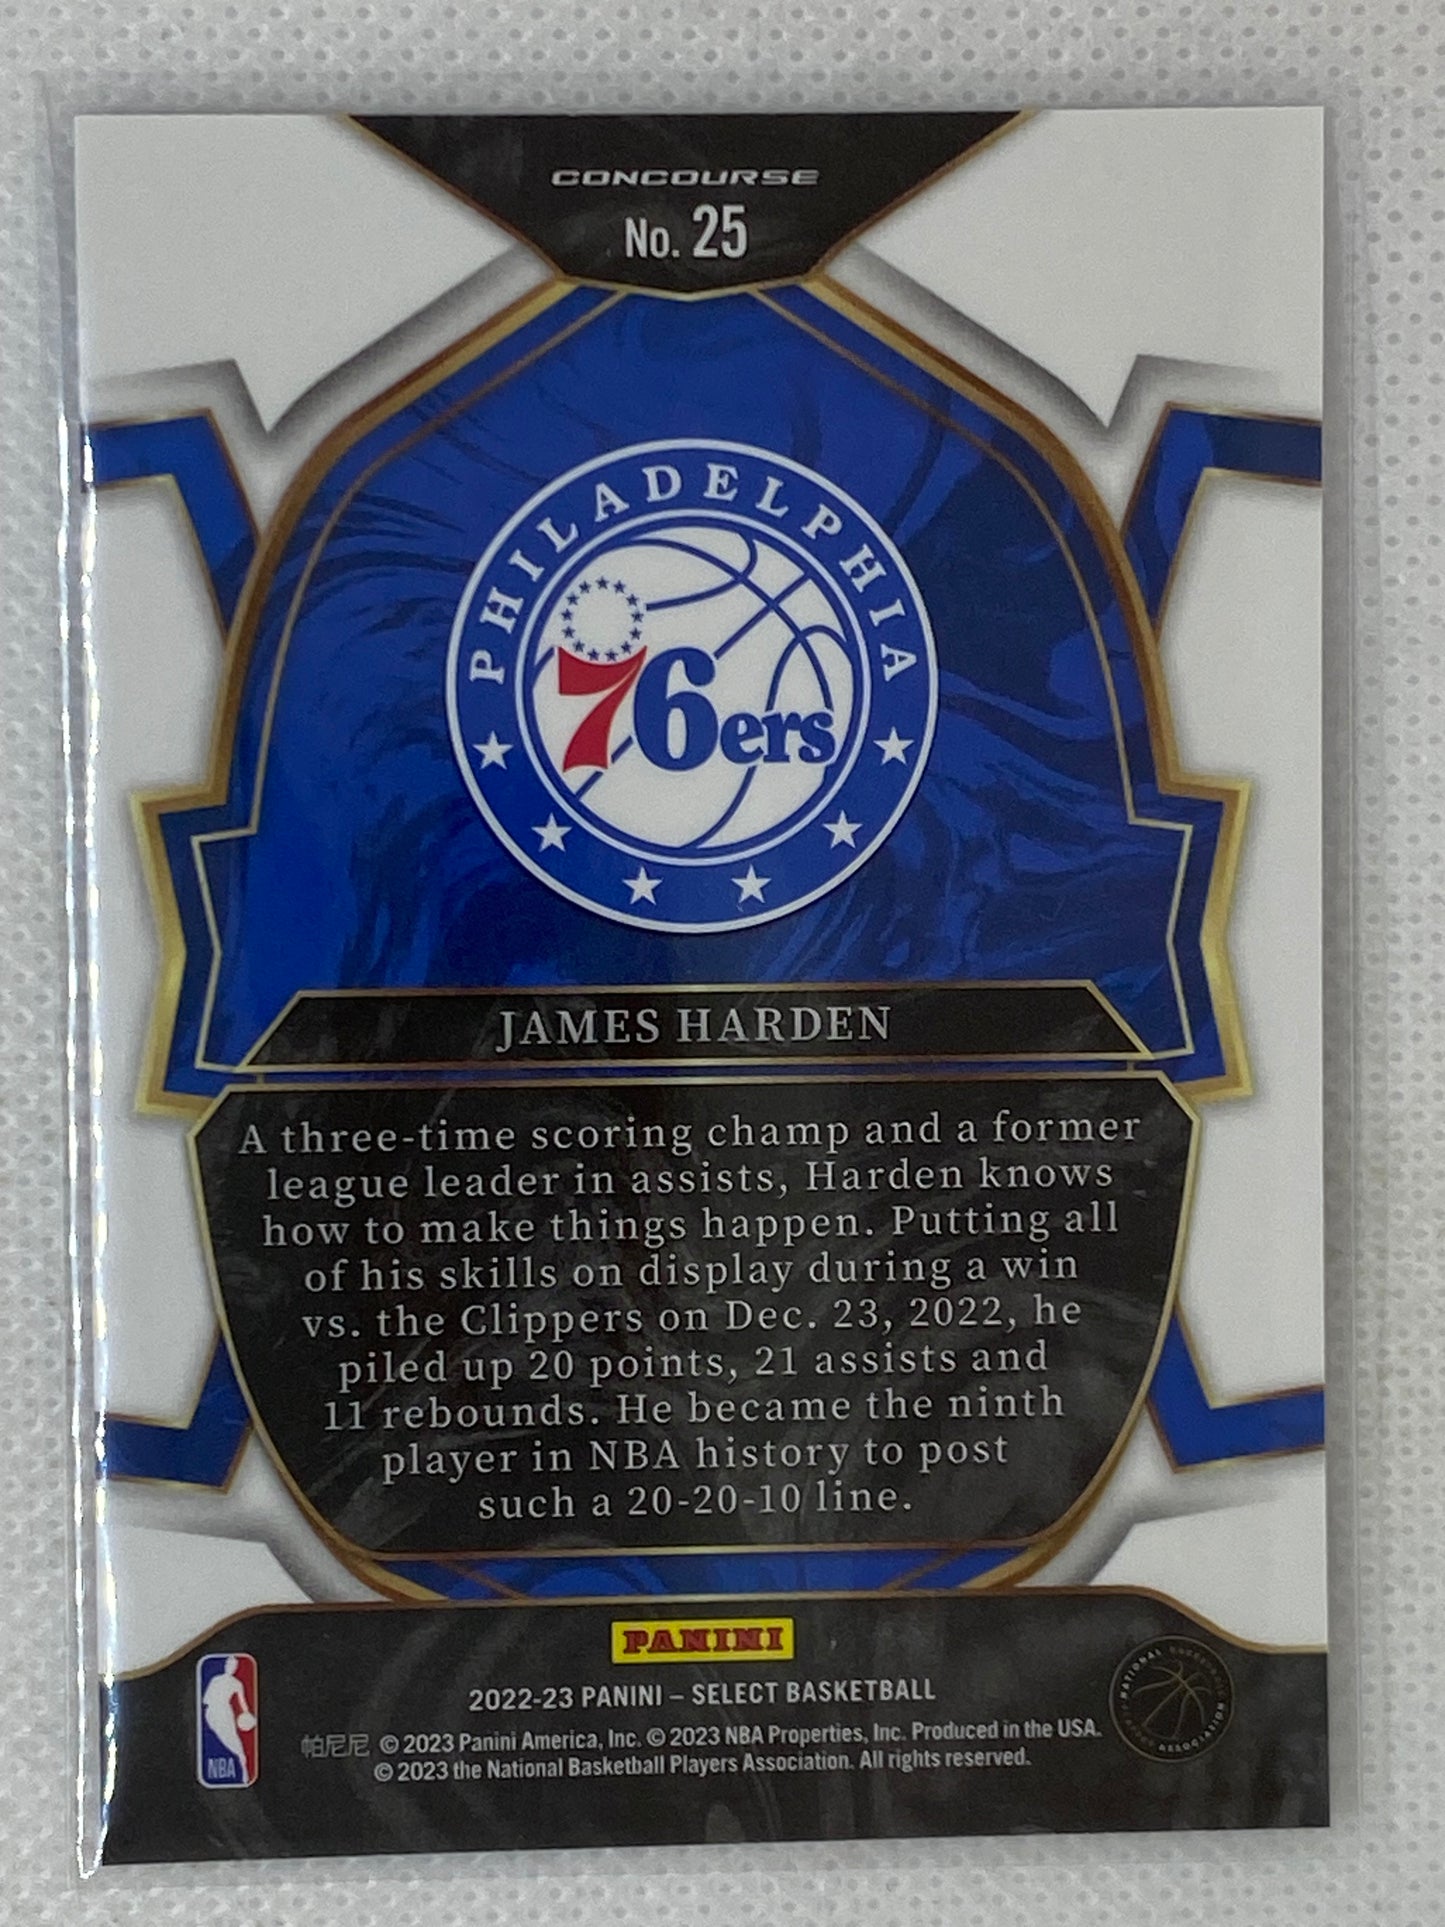 CONCOURSE
No. 25
PHILADELPHIA
76ers
JAMES HARDEN
A three-time scoring champ and a former
league leader in assists, Harden knows
how to make things happen. Putting all
of his skills on display during a win
vs. the Clippers on Dec. 23, 2022, he
piled up 20 points, 21 assists and
11 rebounds. He became the ninth
player in NBA history to post
such a 20-20-10 line.
PANINI
2022-23 PANINI – SELECT BASKETBALL
帕尼尼 © 2023 Panini America, Inc. © 2023 NBA Properties, Inc. Produced in the USA.
© 2023 the National Basketball Players Association. All rights reserved.
NBA
NATIONAL BASKETBALL PLAYERS ASSOCIATION